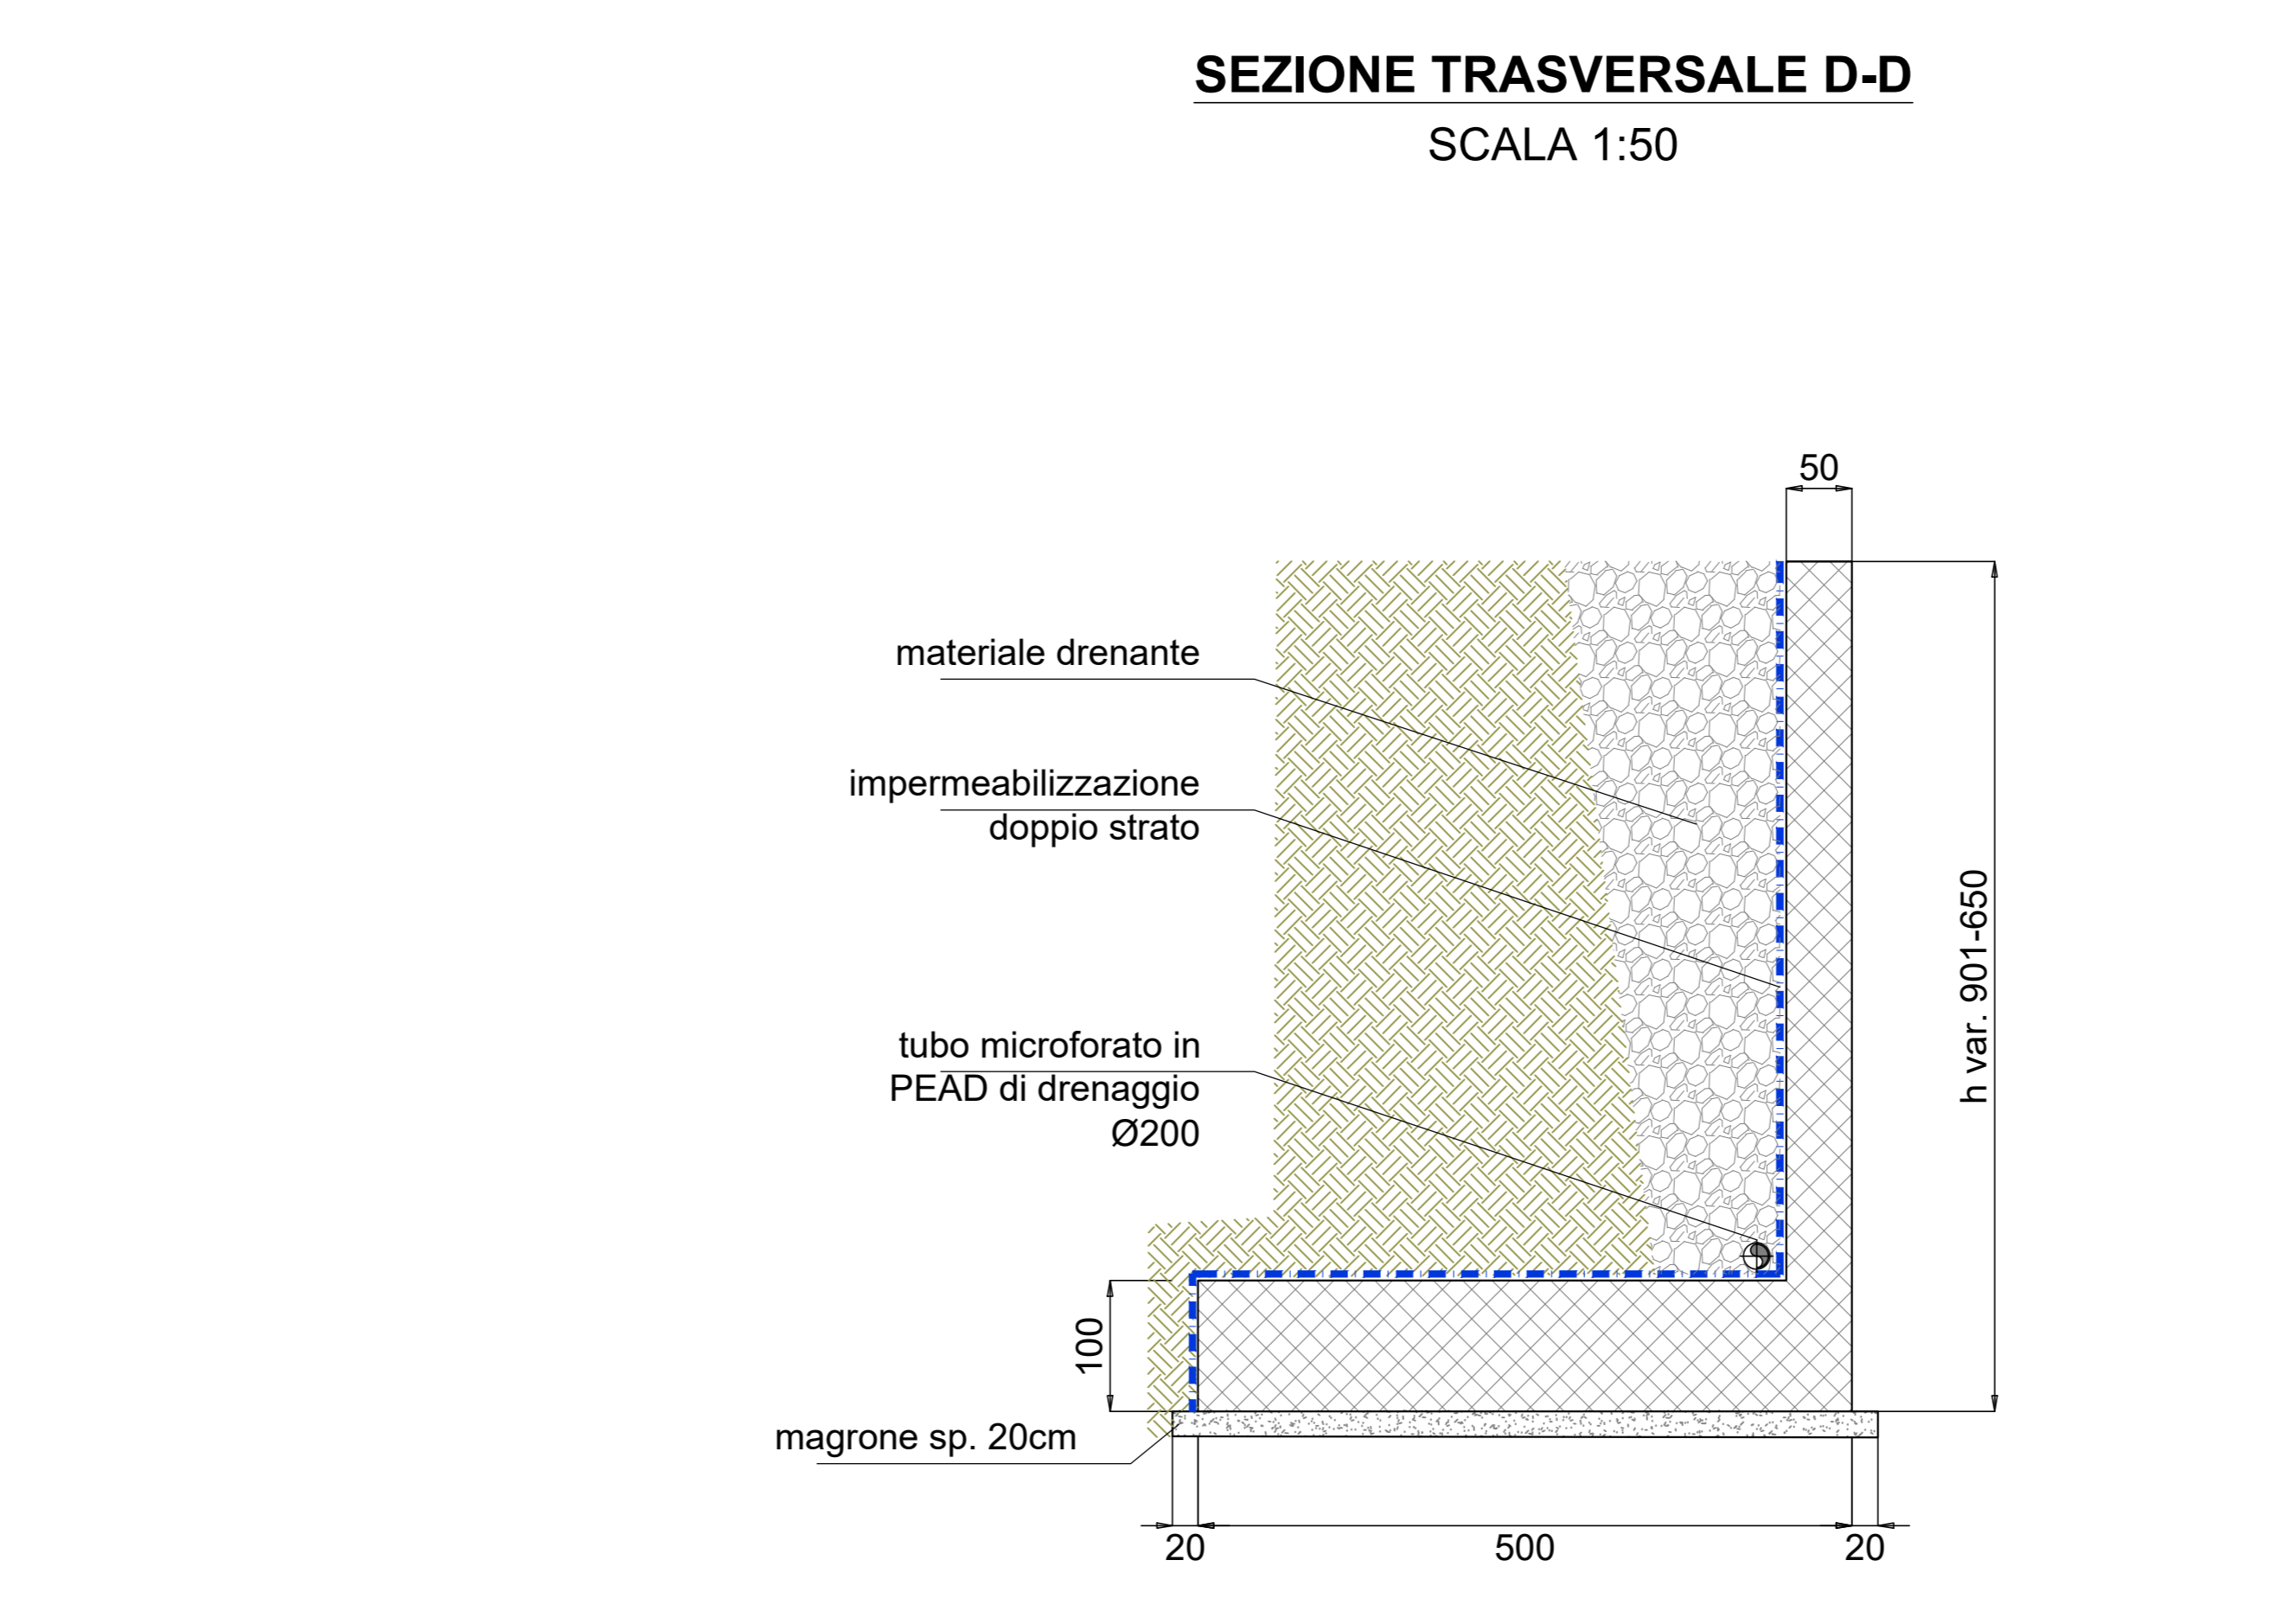 SEZIONE TRASVERSALE D-D
SCALA 1:50
50
materiale drenante
impermeabilizzazione
doppio strato
h var. 901-650
tubo microforato in
PEAD di drenaggio
Ø200
100
magrone sp. 20cm
20
500
20